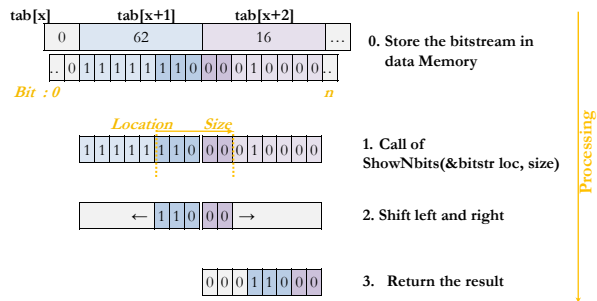 tab[x] tab[x+1] tab[x+2]
0 62 16 ...
.. 0 1 1 1 1 1 1 1 0 0 0 0 1 0 0 0 0 ..
0. Store the bitstream in
data Memory
Bit : 0 n
Location Size
1 1 1 1 1 1 1 0 0 0 0 1 0 0 0 0
1. Call of
ShowNbits(&bitstr loc, size)
← 1 1 0 0 0 →
2. Shift left and right
0 0 0 1 1 0 0 0
3. Return the result
Processing